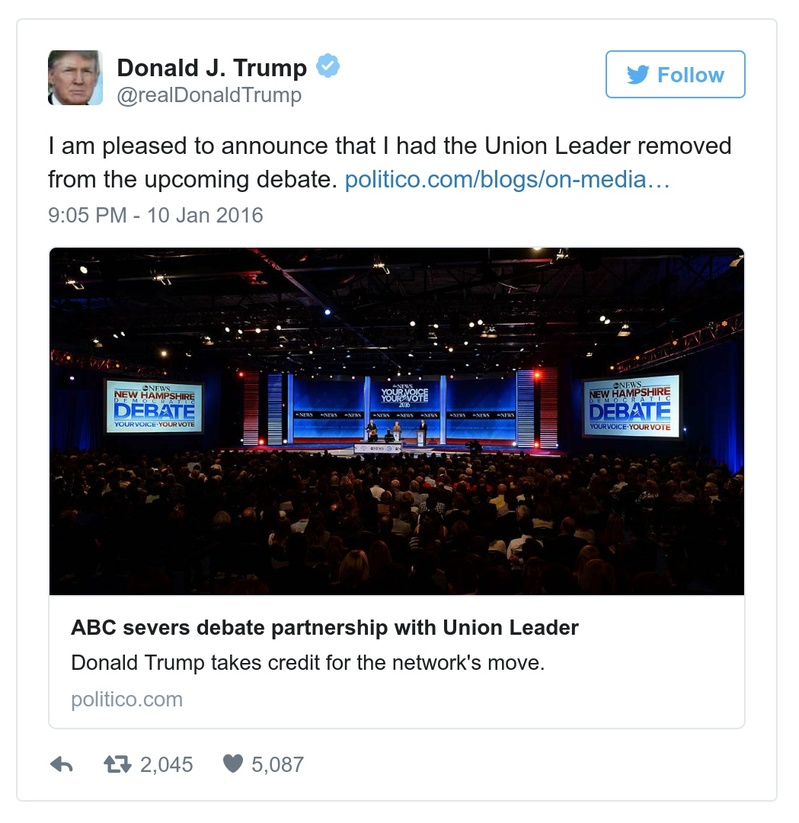 Donald J. Trump
@realDonaldTrump
Follow
I am pleased to announce that I had the Union Leader removed
from the upcoming debate. politico.com/blogs/on-media…
9:05 PM - 10 Jan 2016
abc NEWS
NEW HAMPSHIRE
DEMOCRATIC
DEBATE
YOUR VOICE·YOUR VOTE
abc NEWS
YOUR VOICE
YOUR VOTE
2016
abc NEWS
NEW HAMPSHIRE
DEMOCRATIC
DEBATE
YOUR VOICE·YOUR VOTE
ABC severs debate partnership with Union Leader
Donald Trump takes credit for the network's move.
politico.com
2,045 5,087